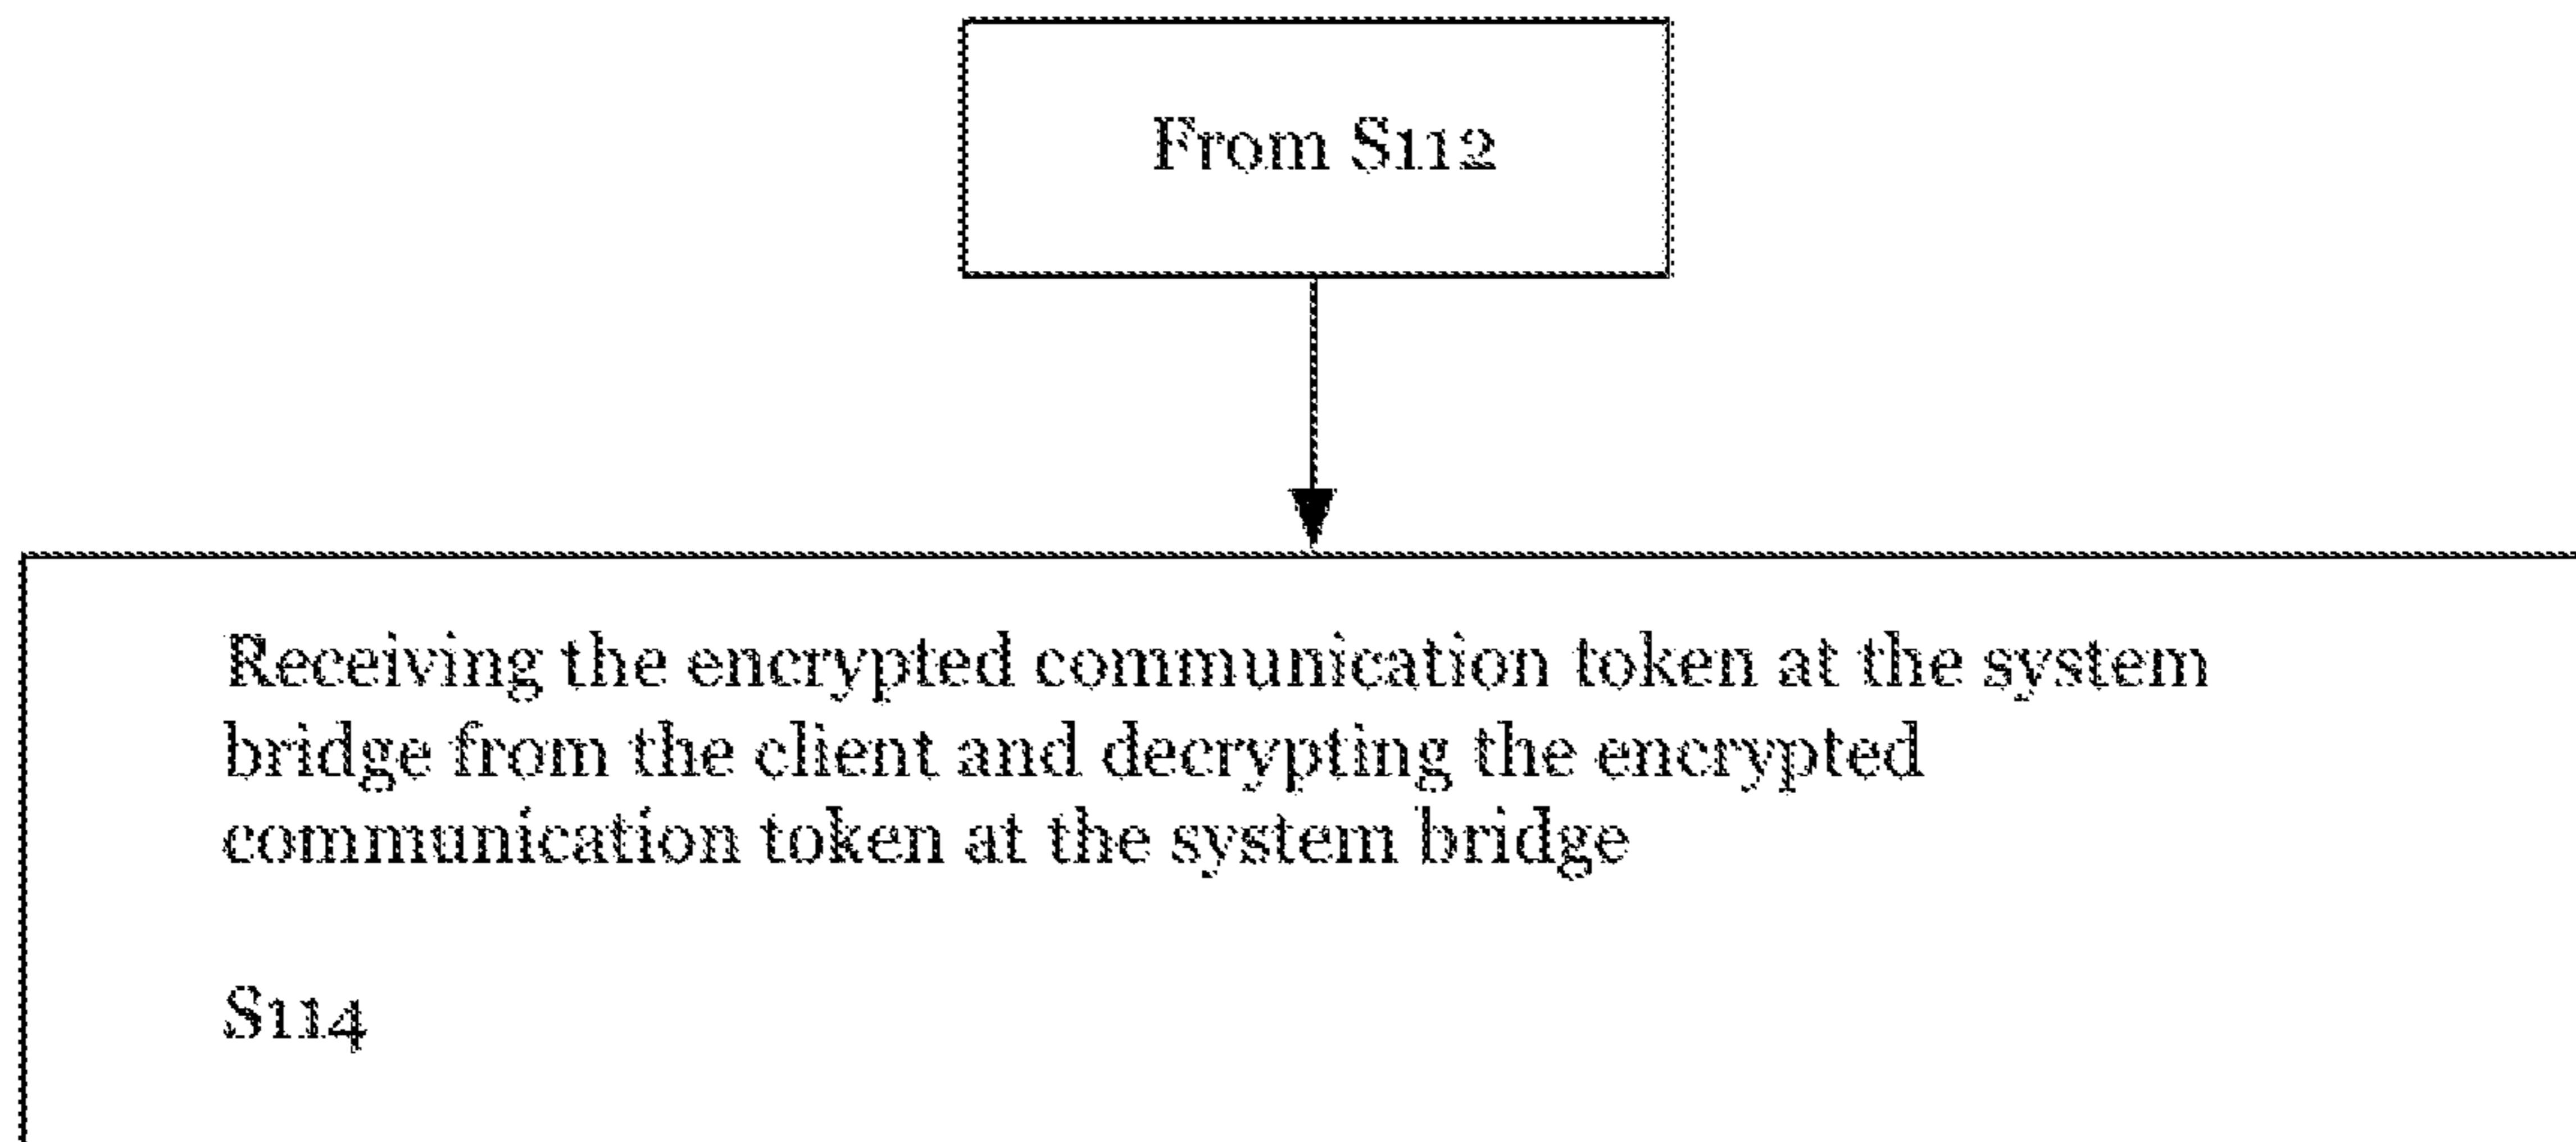 From S112
Receiving the encrypted communication token at the system
bridge from the client and decrypting the encrypted
communication token at the system bridge
S114